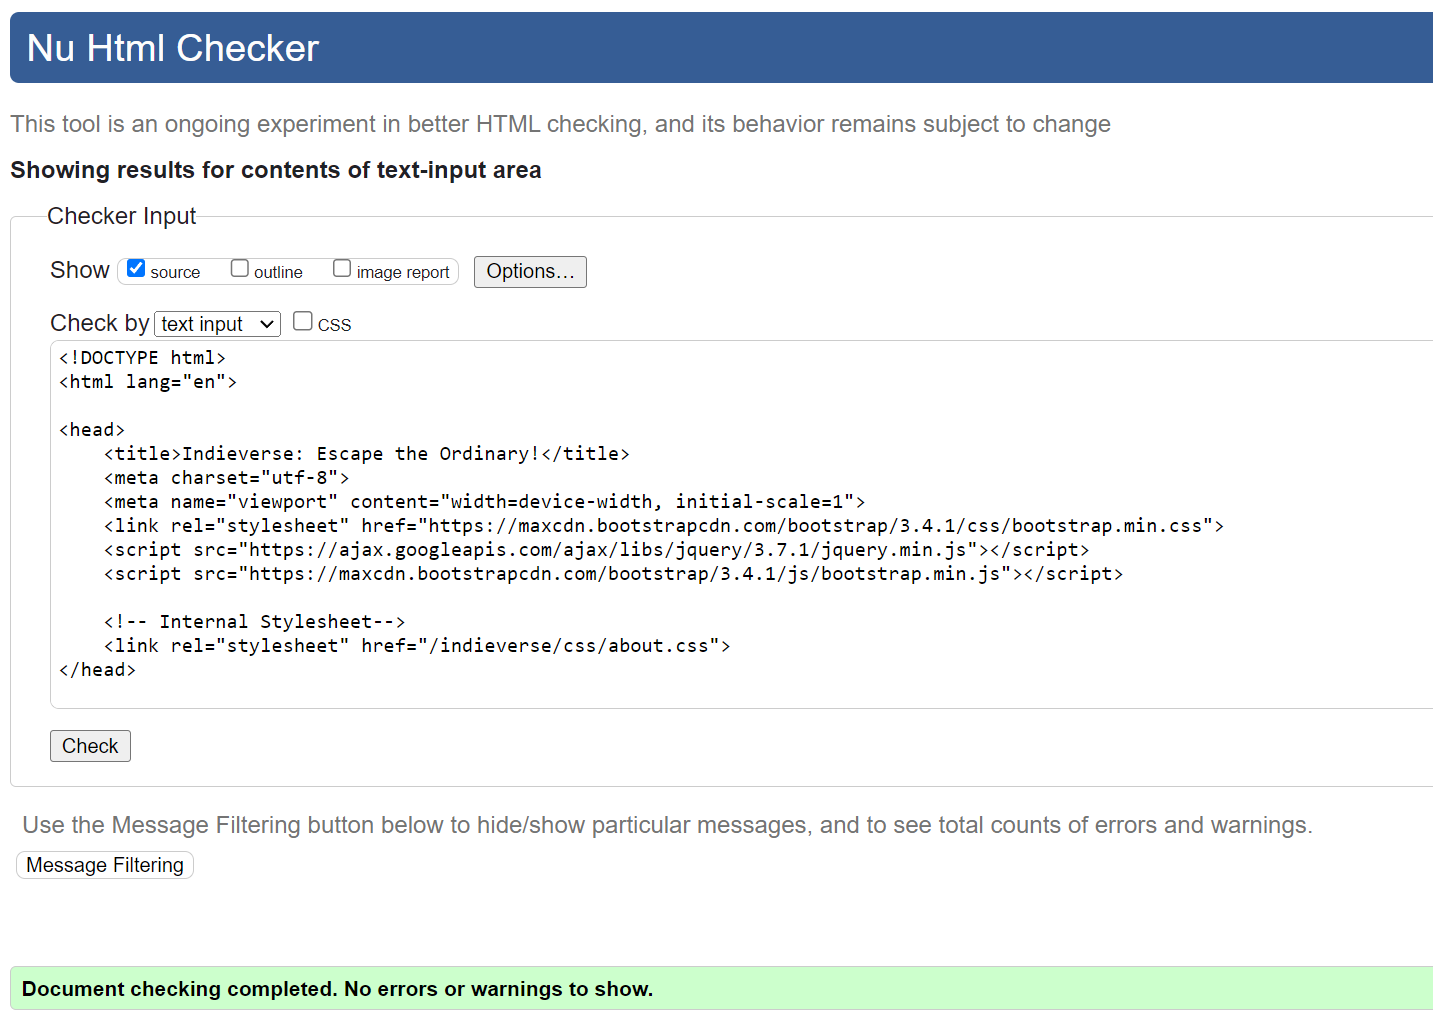 Nu Html Checker
This tool is an ongoing experiment in better HTML checking, and its behavior remains subject to change
Showing results for contents of text-input area
Checker Input
Show source outline image report Options...
Check by text input CSS
<!DOCTYPE html>
<html lang="en">
<head>
    <title>Indieverse: Escape the Ordinary!</title>
    <meta charset="utf-8">
    <meta name="viewport" content="width=device-width, initial-scale=1">
    <link rel="stylesheet" href="https://maxcdn.bootstrapcdn.com/bootstrap/3.4.1/css/bootstrap.min.css">
    <script src="https://ajax.googleapis.com/ajax/libs/jquery/3.7.1/jquery.min.js"></script>
    <script src="https://maxcdn.bootstrapcdn.com/bootstrap/3.4.1/js/bootstrap.min.js"></script>
    <!-- Internal Stylesheet-->
    <link rel="stylesheet" href="/indieverse/css/about.css">
</head>
Check
Use the Message Filtering button below to hide/show particular messages, and to see total counts of errors and warnings.
Message Filtering
Document checking completed. No errors or warnings to show.